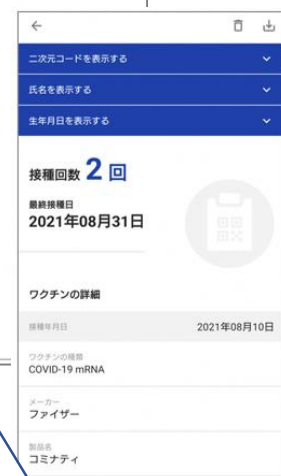 二次元コードを表示する
氏名を表示する
生年月日を表示する
接種回数 2 回
最終接種日
2021年08月31日
ワクチンの詳細
接種年月日 2021年08月10日
ワクチンの種類
COVID-19 mRNA
メーカー
ファイザー
製品名
コミナティ